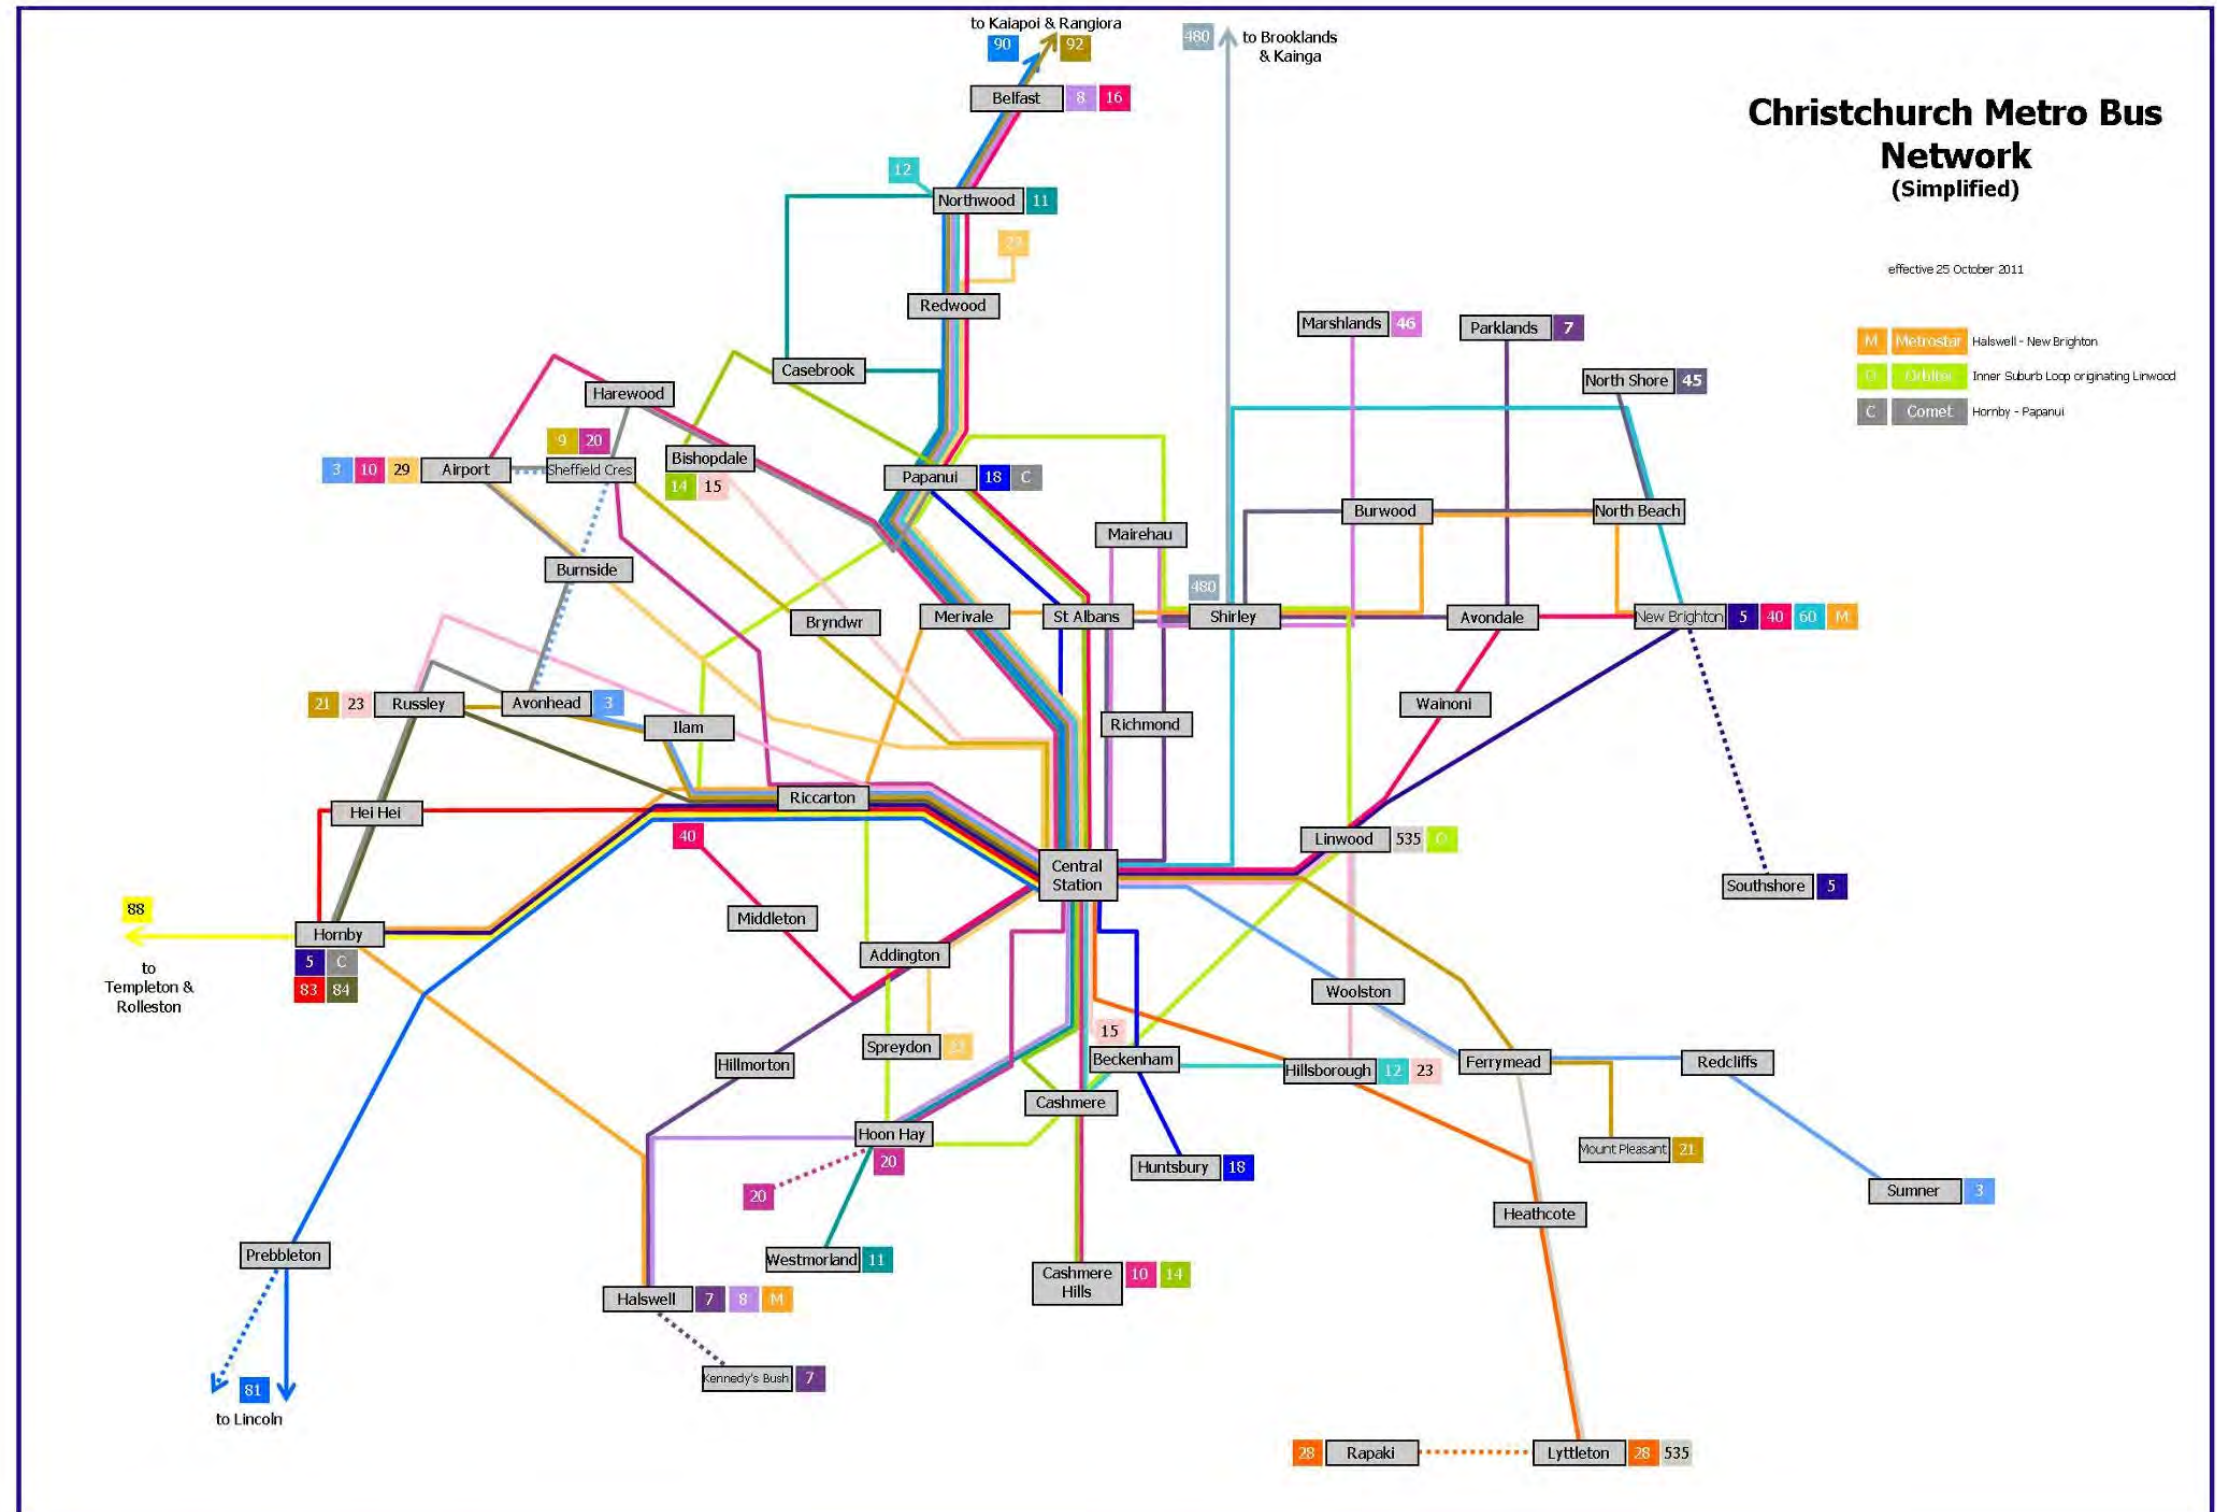 to Kaiapoi & Rangiora
90
92
480
to Brooklands
& Kainga
Belfast 8 16
Christchurch Metro Bus
Network
(Simplified)
12
Northwood 11
29
effective 25 October 2011
Redwood
Marshlands 46
Parklands 7
M Metrostar Halswell - New Brighton
O Orbiter Inner Suburb Loop originating Linwood
C Comet Hornby - Papanui
Casebrook
North Shore 45
Harewood
9 20
3 10 29 Airport
Sheffield Cres
Bishopdale
14 15
Papanui 18 C
Burwood
North Beach
Mairehau
Burnside
480
Merivale
St Albans
Shirley
Avondale
New Brighton 5 40 60 M
Bryndwr
21 23 Russley
Avonhead 3
Ilam
Richmond
Wainoni
Riccarton
Hei Hei
40
Linwood 535 O
Central
Station
Southshore 5
88
Middleton
Hornby
5 C
83 84
to
Templeton &
Rolleston
Addington
Woolston
15
Spreydon
Hillmorton
Beckenham
Hillsborough 12 23
Ferrymead
Redcliffs
Cashmere
Hoon Hay
20
20
Huntsbury 18
Mount Pleasant 21
Sumner 3
Heathcote
Prebbleton
Westmorland 11
Cashmere
Hills
10 14
Halswell 7 8 M
Kennedy's Bush 7
81
to Lincoln
28 Rapaki
Lyttleton 28 535